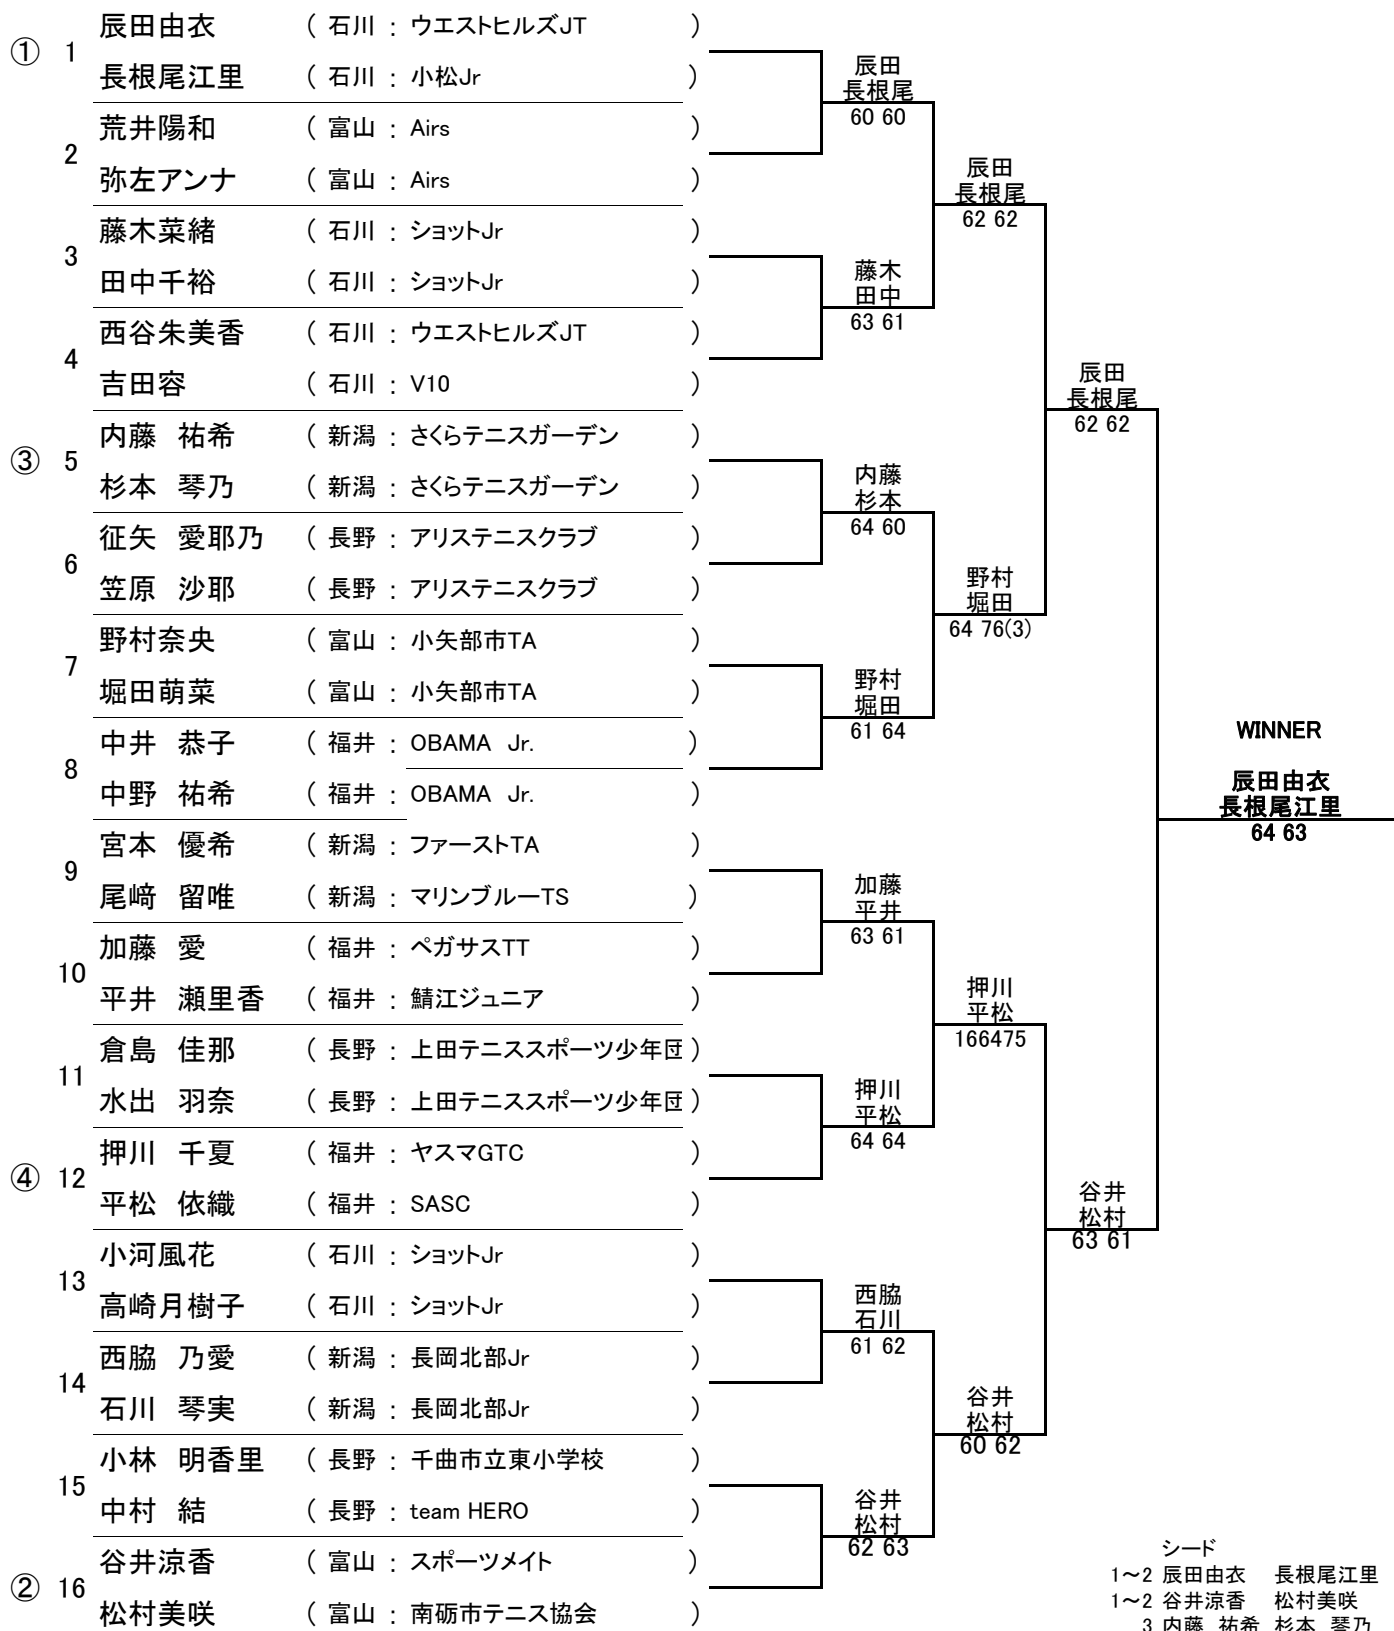 辰田由衣 ( 石川 : ウエストヒルズJT )
① 1
長根尾江里 ( 石川 : 小松Jr )
辰田
長根尾
60 60
荒井陽和 ( 富山 : Airs )
2
弥左アンナ ( 富山 : Airs )
辰田
長根尾
62 62
藤木菜緒 ( 石川 : ショットJr )
3
田中千裕 ( 石川 : ショットJr )
藤木
田中
63 61
西谷朱美香 ( 石川 : ウエストヒルズJT )
4
吉田容 ( 石川 : V10 )
辰田
長根尾
62 62
内藤 祐希 ( 新潟 : さくらテニスガーデン )
③ 5
杉本 琴乃 ( 新潟 : さくらテニスガーデン )
内藤
杉本
64 60
征矢 愛耶乃 ( 長野 : アリステニスクラブ )
6
笠原 沙耶 ( 長野 : アリステニスクラブ )
野村
堀田
64 76(3)
野村奈央 ( 富山 : 小矢部市TA )
7
堀田萌菜 ( 富山 : 小矢部市TA )
野村
堀田
61 64
中井 恭子 ( 福井 : OBAMA Jr. )
8
中野 祐希 ( 福井 : OBAMA Jr. )
WINNER
辰田由衣
長根尾江里
64 63
宮本 優希 ( 新潟 : ファーストTA )
9
尾﨑 留唯 ( 新潟 : マリンブルーTS )
加藤
平井
63 61
加藤 愛 ( 福井 : ペガサスTT )
10
平井 瀬里香 ( 福井 : 鯖江ジュニア )
押川
平松
166475
倉島 佳那 ( 長野 : 上田テニススポーツ少年団 )
11
水出 羽奈 ( 長野 : 上田テニススポーツ少年団 )
押川
平松
64 64
押川 千夏 ( 福井 : ヤスマGTC )
④ 12
平松 依織 ( 福井 : SASC )
谷井
松村
63 61
小河風花 ( 石川 : ショットJr )
13
高崎月樹子 ( 石川 : ショットJr )
西脇
石川
61 62
西脇 乃愛 ( 新潟 : 長岡北部Jr )
14
石川 琴実 ( 新潟 : 長岡北部Jr )
谷井
松村
60 62
小林 明香里 ( 長野 : 千曲市立東小学校 )
15
中村 結 ( 長野 : team HERO )
谷井
松村
62 63
谷井涼香 ( 富山 : スポーツメイト )
② 16
松村美咲 ( 富山 : 南砺市テニス協会 )
シード
1～2 辰田由衣 長根尾江里
1～2 谷井涼香 松村美咲
3 内藤 祐希 杉本 琴乃